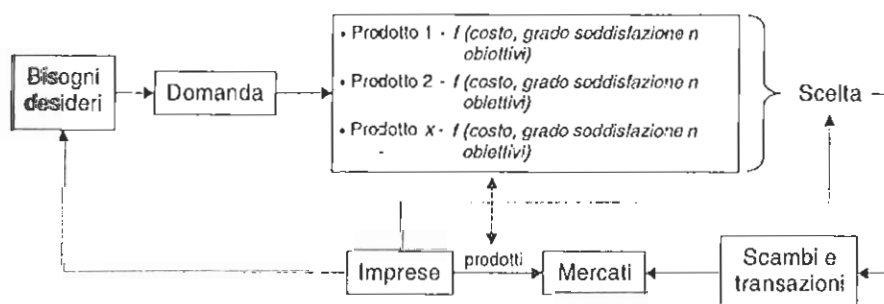 Bisogni
desideri
Domanda
• Prodotto 1 - f (costo, grado soddisfazione n
obiettivi)
• Prodotto 2 - f (costo, grado soddisfazione n
obiettivi)
• Prodotto x - f (costo, grado soddisfazione n
obiettivi)
Scelta
Imprese
prodotti
Mercati
Scambi e
transazioni